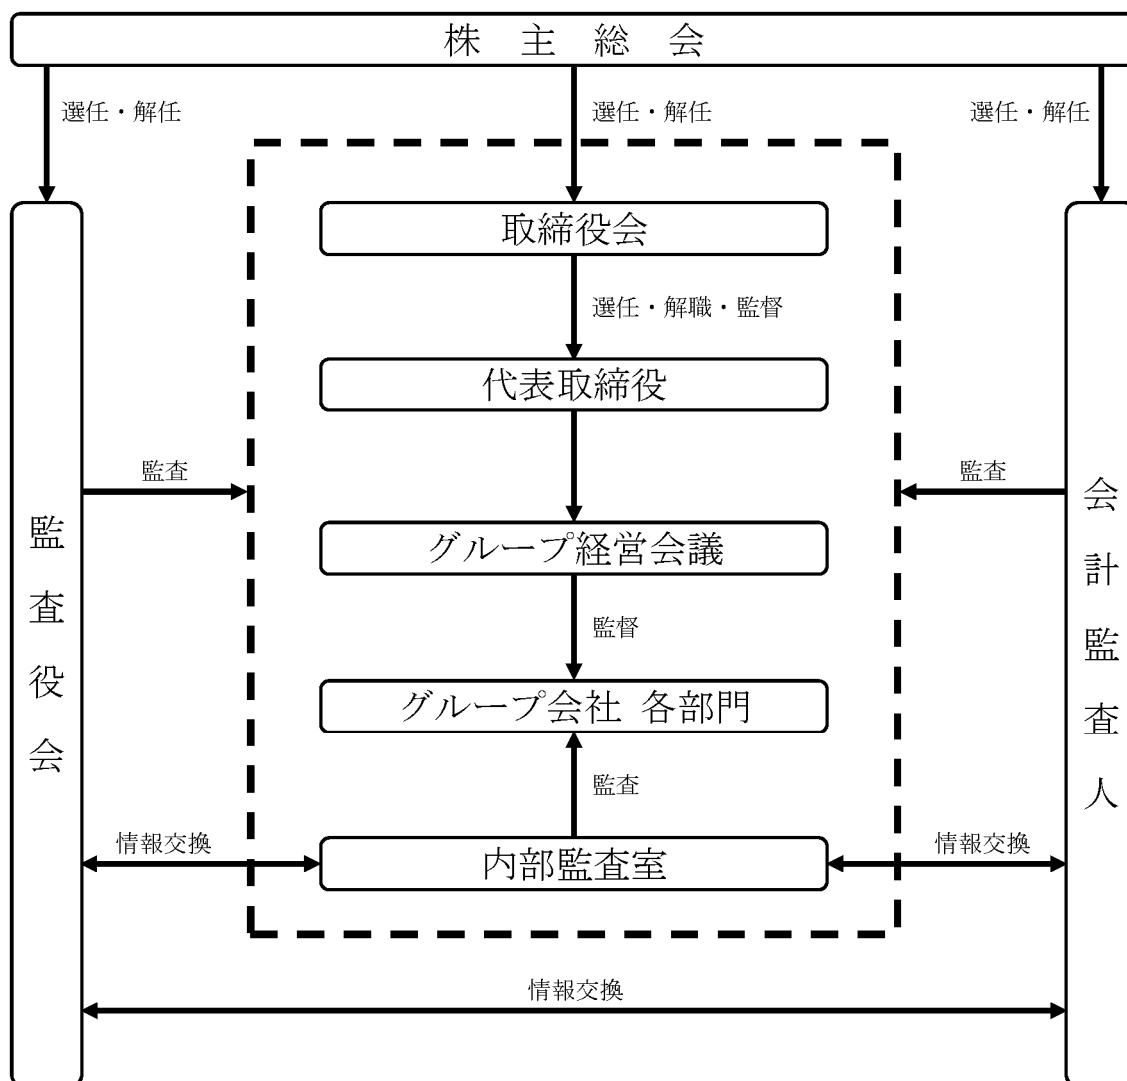 株主総会
選任・解任
選任・解任
選任・解任
取締役会
選任・解職・監督
代表取締役
監査
監査
監査役会
会計監査人
グループ経営会議
監督
グループ会社 各部門
監査
情報交換
内部監査室
情報交換
情報交換